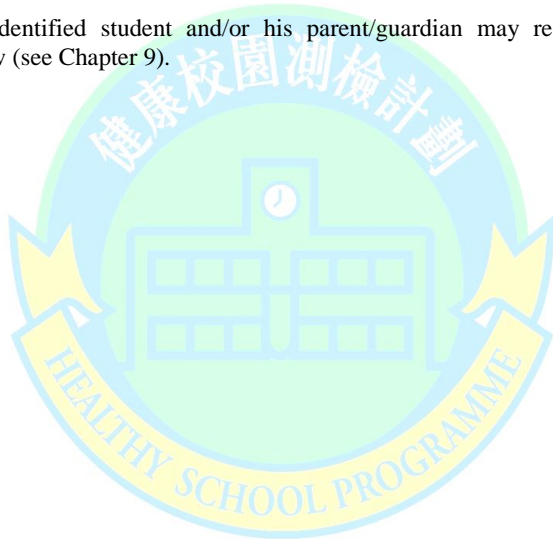 dentified student and/or his parent/guardian may re
(see Chapter 9).
健康校園測檢計劃
HEALTHY SCHOOL PROGRAMME